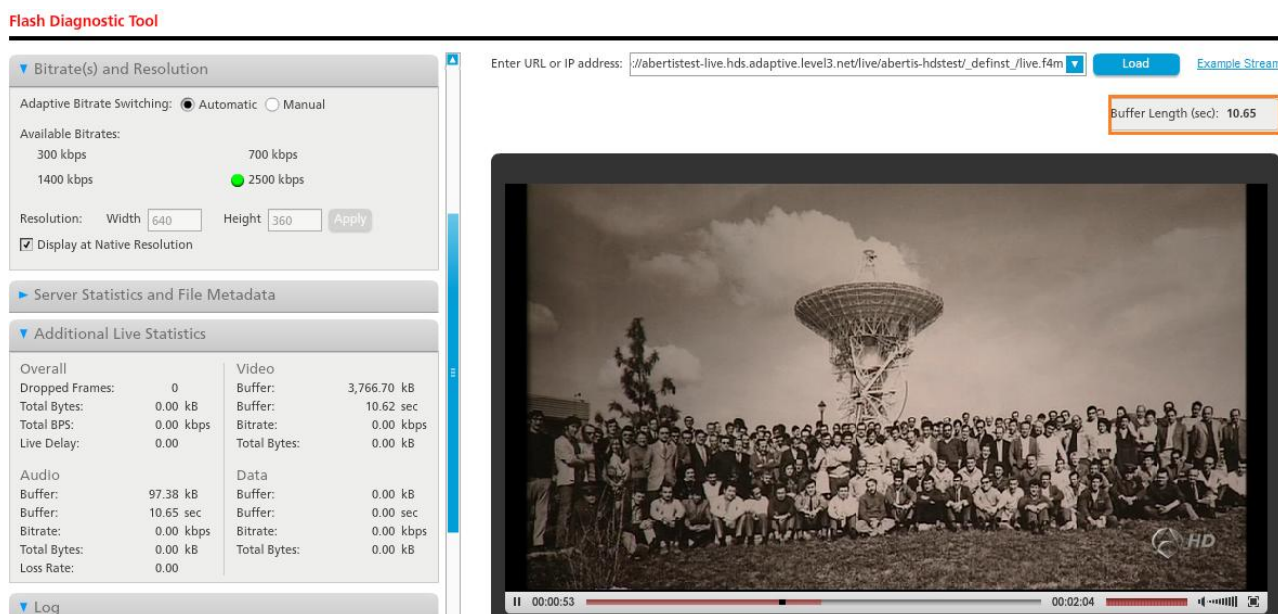 Flash Diagnostic Tool
Bitrate(s) and Resolution
Adaptive Bitrate Switching: Automatic Manual
Available Bitrates:
300 kbps 700 kbps
1400 kbps 2500 kbps
Resolution: Width 640 Height 360 Apply
Display at Native Resolution
Server Statistics and File Metadata
Additional Live Statistics
Overall
Dropped Frames: 0
Total Bytes: 0.00 kB
Total BPS: 0.00 kbps
Live Delay: 0.00
Video
Buffer: 3,766.70 kB
Buffer: 10.62 sec
Bitrate: 0.00 kbps
Total Bytes: 0.00 kB
Audio
Buffer: 97.38 kB
Buffer: 10.65 sec
Bitrate: 0.00 kbps
Total Bytes: 0.00 kB
Loss Rate: 0.00
Data
Buffer: 0.00 kB
Buffer: 0.00 sec
Bitrate: 0.00 kbps
Total Bytes: 0.00 kB
Log
Enter URL or IP address: ://abertistest-live.hds.adaptive.level3.net/live/abertis-hdstest/_definst_/live.f4m Load Example Stream
Buffer Length (sec): 10.65
HD
00:00:53 00:02:04